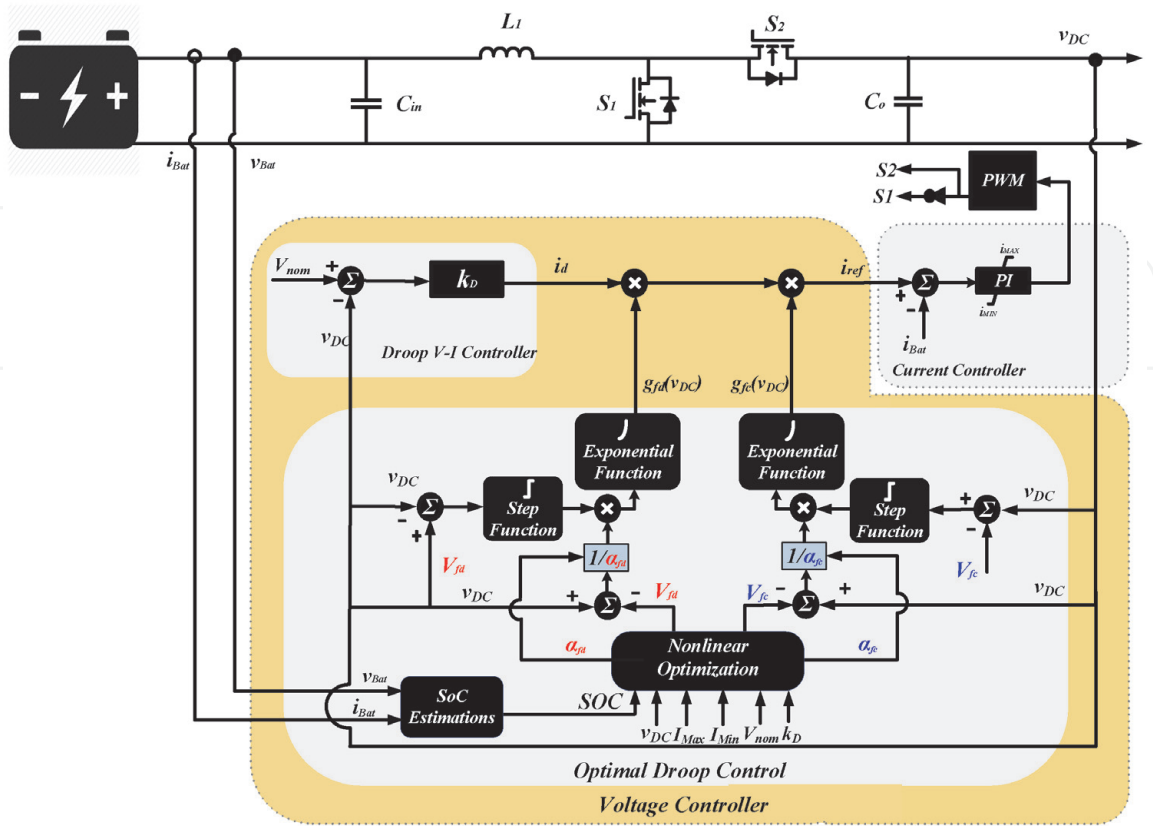 L1
S2
vDC
- +
Cin
S1
Co
iBat
vBat
S2
S1
PWM
Vnom
+
Σ
-
kD
id
×
×
iref
+
Σ
-
iMAX
PI
iMIN
iBat
vDC
Droop V-I Controller
Current Controller
gfd(vDC)
gfc(vDC)
Exponential
Function
Exponential
Function
vDC
-
Σ
+
Step
Function
×
×
Step
Function
+
Σ
-
vDC
Vfd
1/αfd
1/αfc
Vfc
vDC
+
Σ
-
Vfd
Vfc
-
Σ
+
vDC
αfd
Nonlinear
Optimization
αfc
vBat
iBat
SoC
Estimations
SOC
vDC IMax IMin Vnom kD
Optimal Droop Control
Voltage Controller